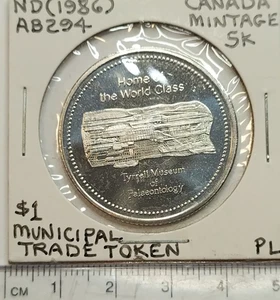 ND(1986) CANADA
AB294 MINTAGE
5K
Home of
the World Class
Tyrrell Museum
of
Palaeontology
$1
MUNICIPAL
TRADE TOKEN PL
CM 1 2 3 4